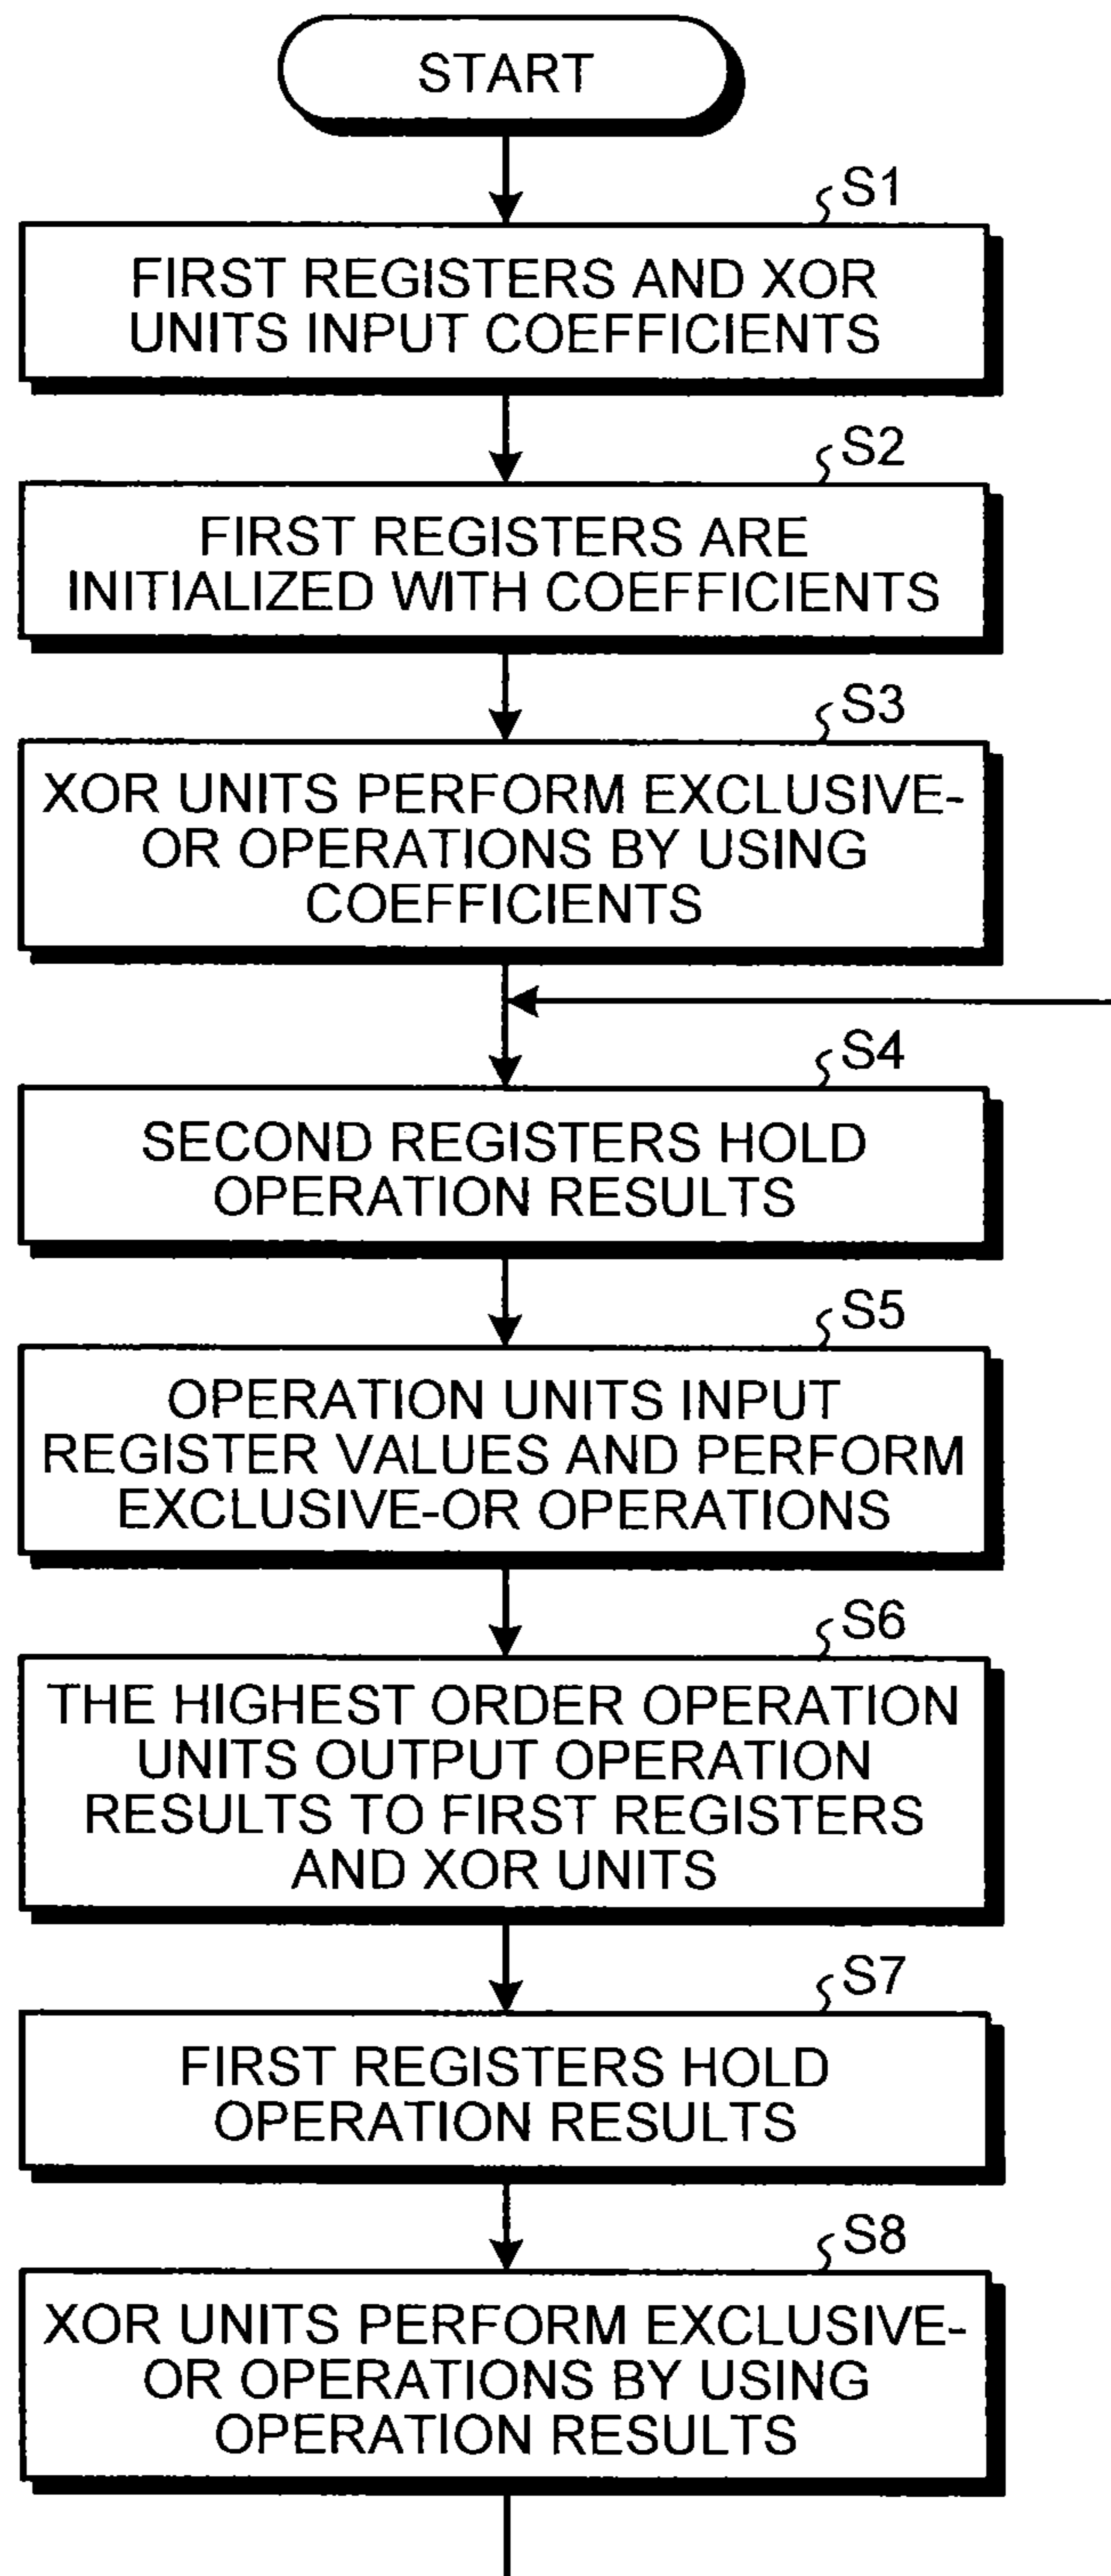 START
S1
FIRST REGISTERS AND XOR
UNITS INPUT COEFFICIENTS
S2
FIRST REGISTERS ARE
INITIALIZED WITH COEFFICIENTS
S3
XOR UNITS PERFORM EXCLUSIVE-
OR OPERATIONS BY USING
COEFFICIENTS
S4
SECOND REGISTERS HOLD
OPERATION RESULTS
S5
OPERATION UNITS INPUT
REGISTER VALUES AND PERFORM
EXCLUSIVE-OR OPERATIONS
S6
THE HIGHEST ORDER OPERATION
UNITS OUTPUT OPERATION
RESULTS TO FIRST REGISTERS
AND XOR UNITS
S7
FIRST REGISTERS HOLD
OPERATION RESULTS
S8
XOR UNITS PERFORM EXCLUSIVE-
OR OPERATIONS BY USING
OPERATION RESULTS